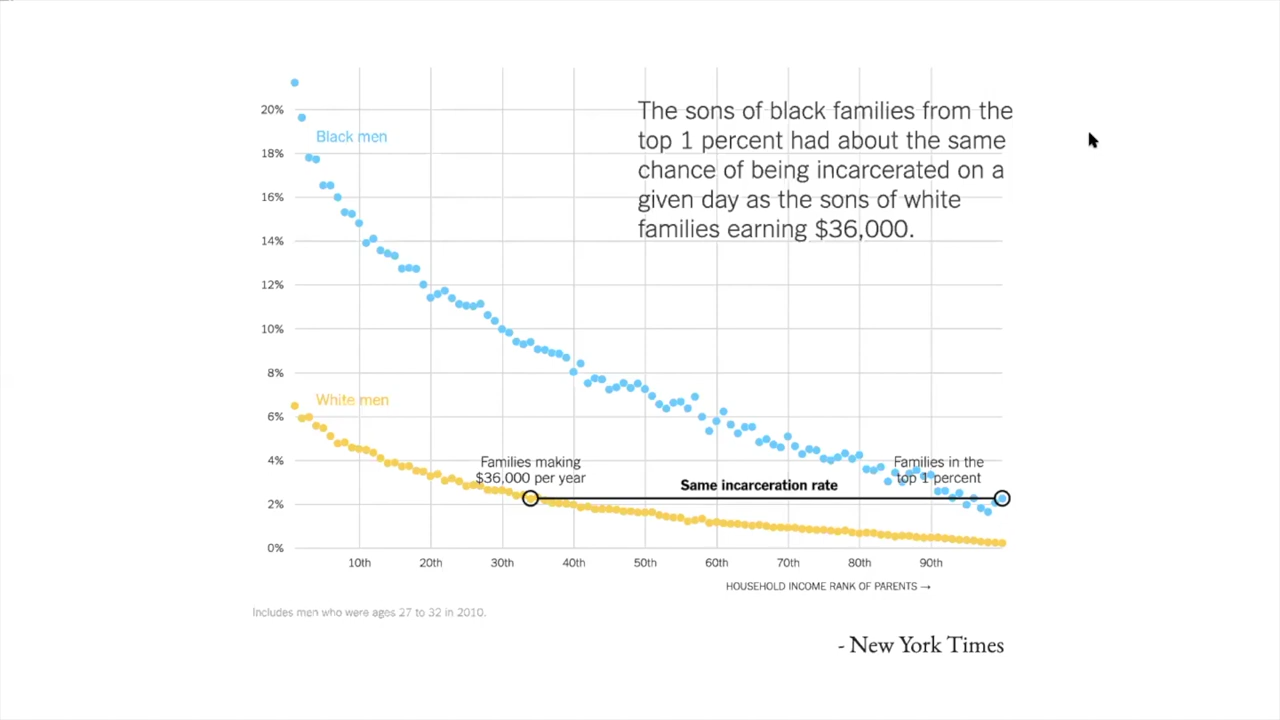 The sons of black families from the
top 1 percent had about the same
chance of being incarcerated on a
given day as the sons of white
families earning $36,000.
20%
Black men
18%
16%
14%
12%
10%
8%
White men
6%
4%
2%
0%
Families making
$36,000 per year
Same incarceration rate
Families in the
top 1 percent
10th 20th 30th 40th 50th 60th 70th 80th 90th
HOUSEHOLD INCOME RANK OF PARENTS →
Includes men who were ages 27 to 32 in 2010.
- New York Times